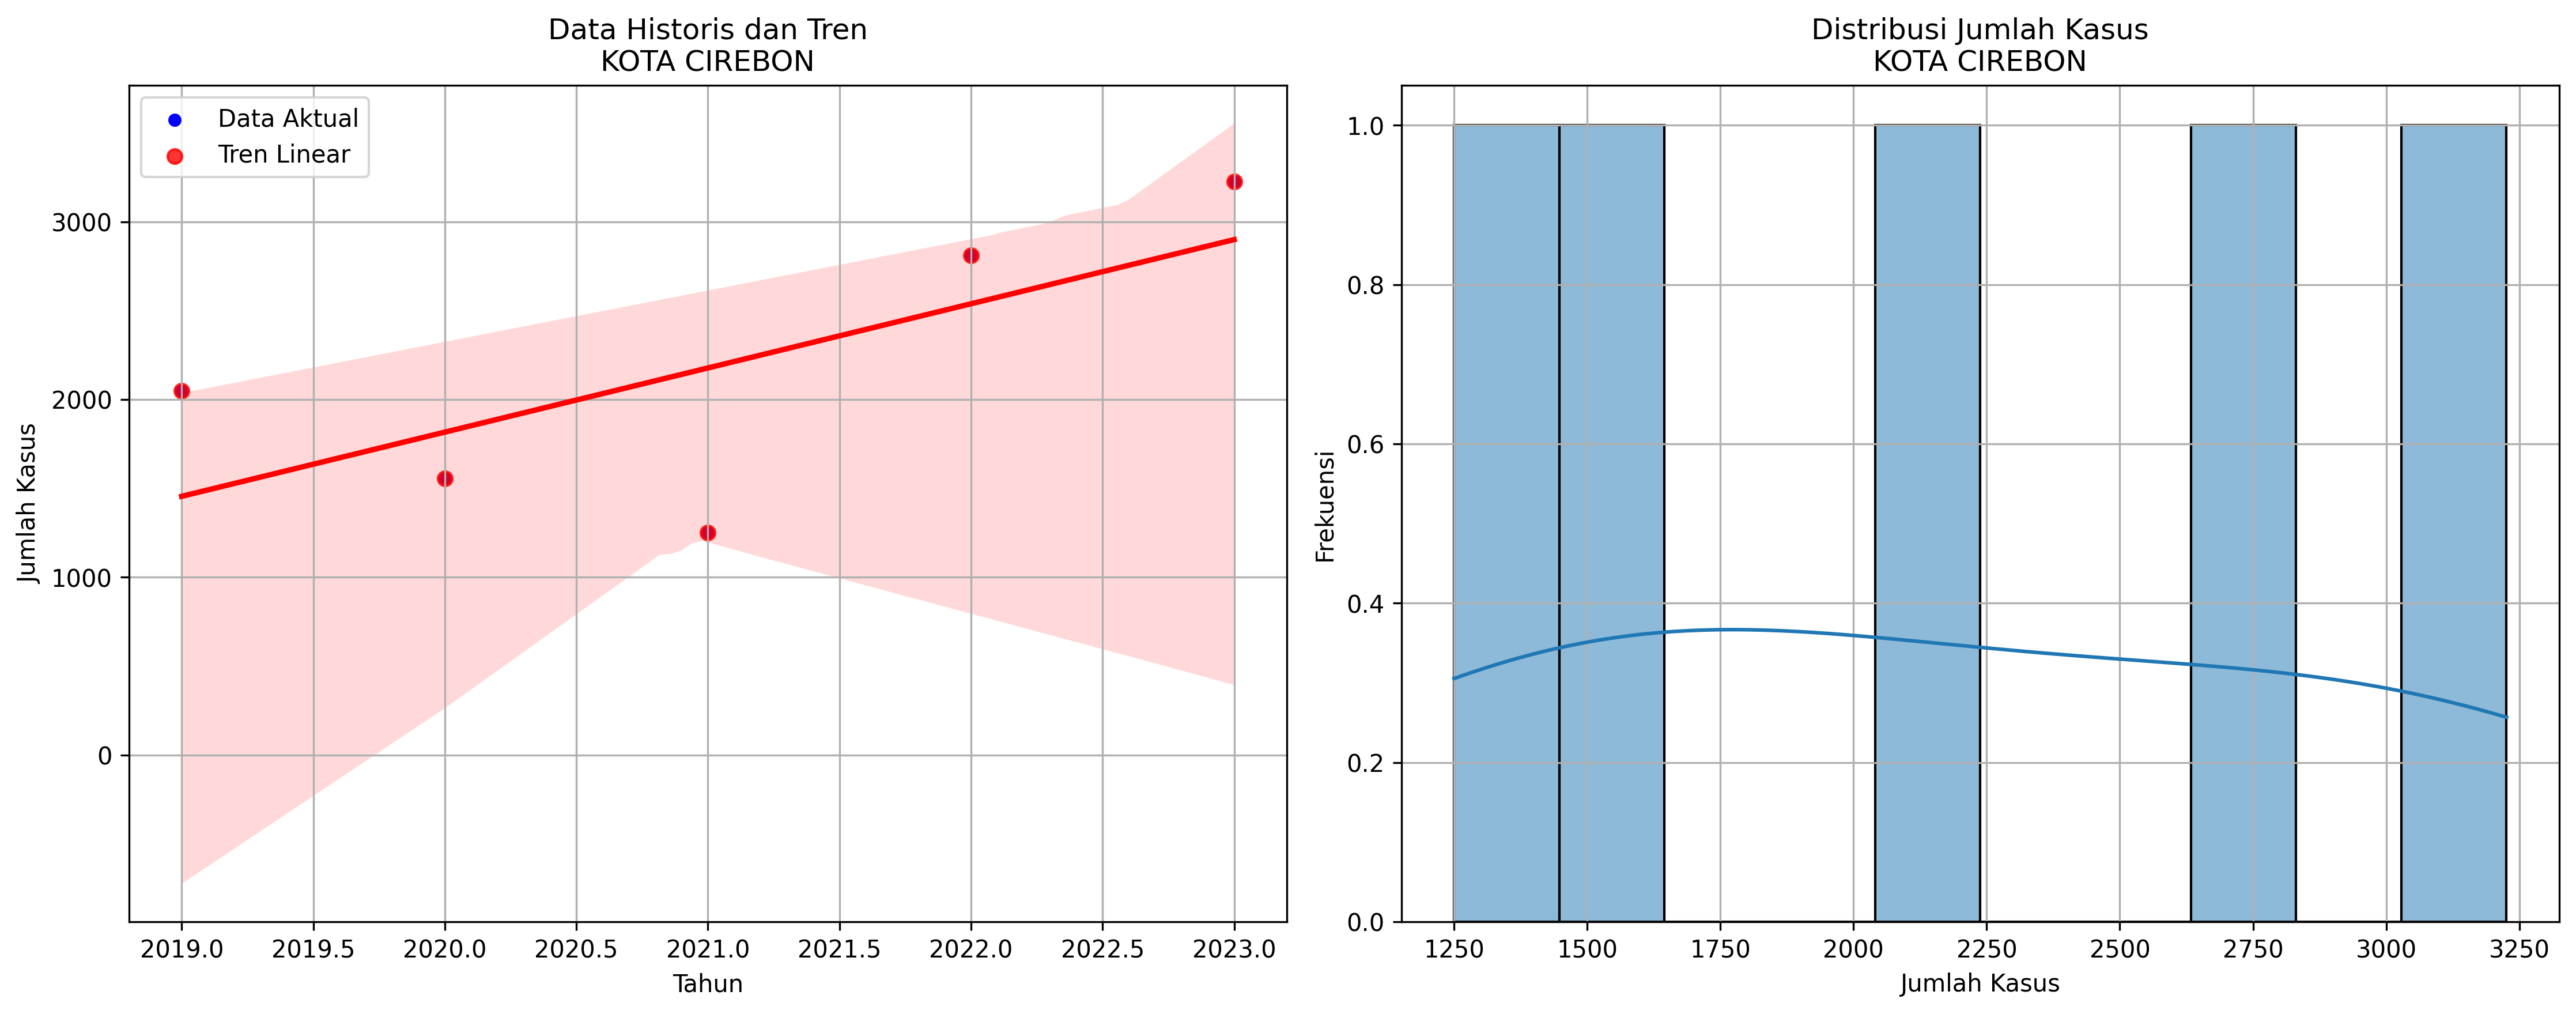 Data Historis dan Tren
KOTA CIREBON
Data Aktual
Tren Linear
Jumlah Kasus
3000
2000
1000
0
2019.0 2019.5 2020.0 2020.5 2021.0 2021.5 2022.0 2022.5 2023.0
Tahun
Distribusi Jumlah Kasus
KOTA CIREBON
Frekuensi
1.0
0.8
0.6
0.4
0.2
0.0
1250 1500 1750 2000 2250 2500 2750 3000 3250
Jumlah Kasus